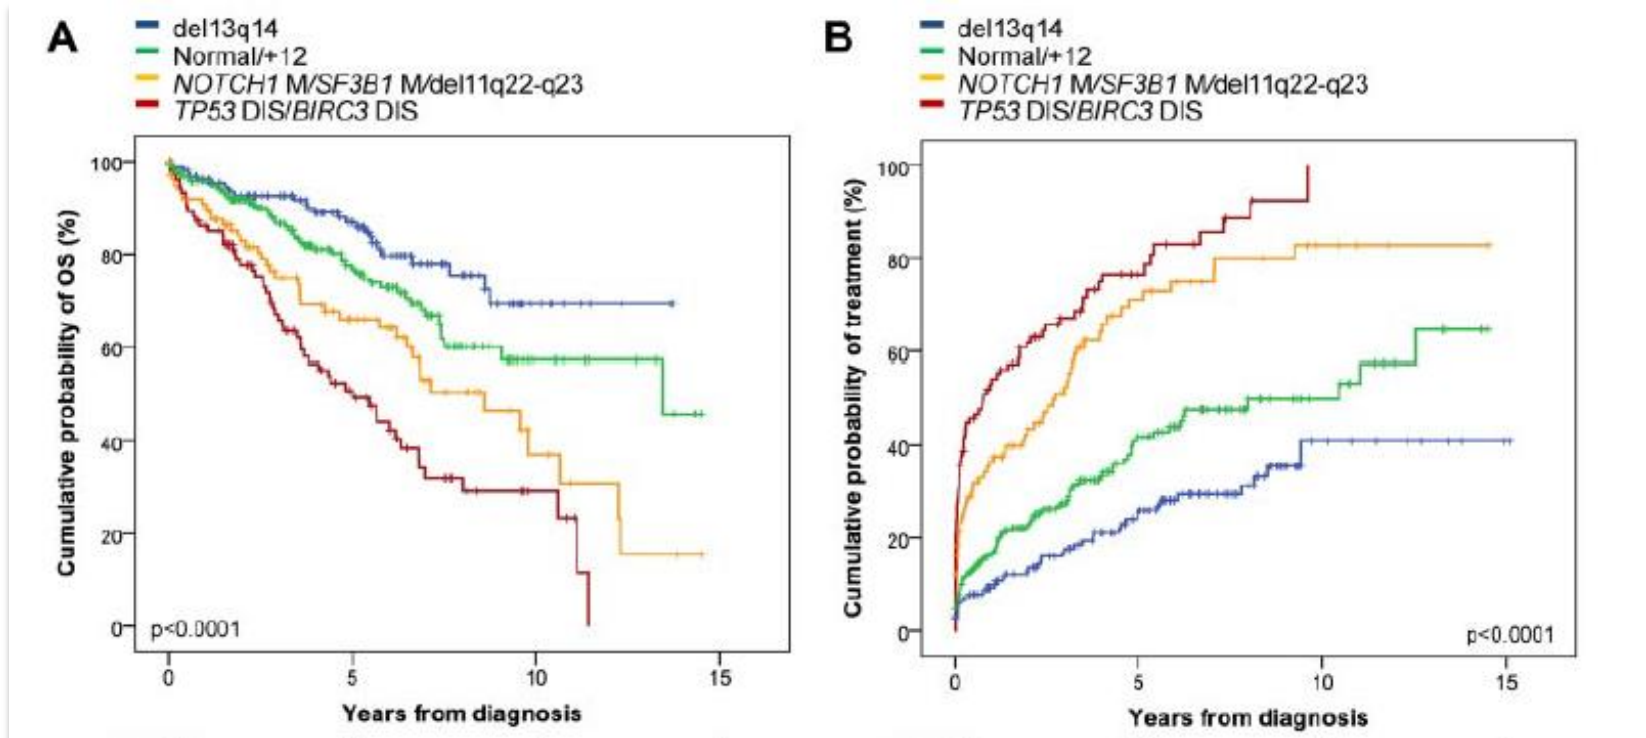 A
del13q14
Normal/+12
NOTCH1 M/SF3B1 M/del11q22-q23
TP53 DIS/BIRC3 DIS
Cumulative probability of OS (%)
100
80
60
40
20
0
p<0.0001
0 5 10 15
Years from diagnosis
B
del13q14
Normal/+12
NOTCH1 M/SF3B1 M/del11q22-q23
TP53 DIS/BIRC3 DIS
Cumulative probability of treatment (%)
100
80
60
40
20
0
p<0.0001
0 5 10 15
Years from diagnosis